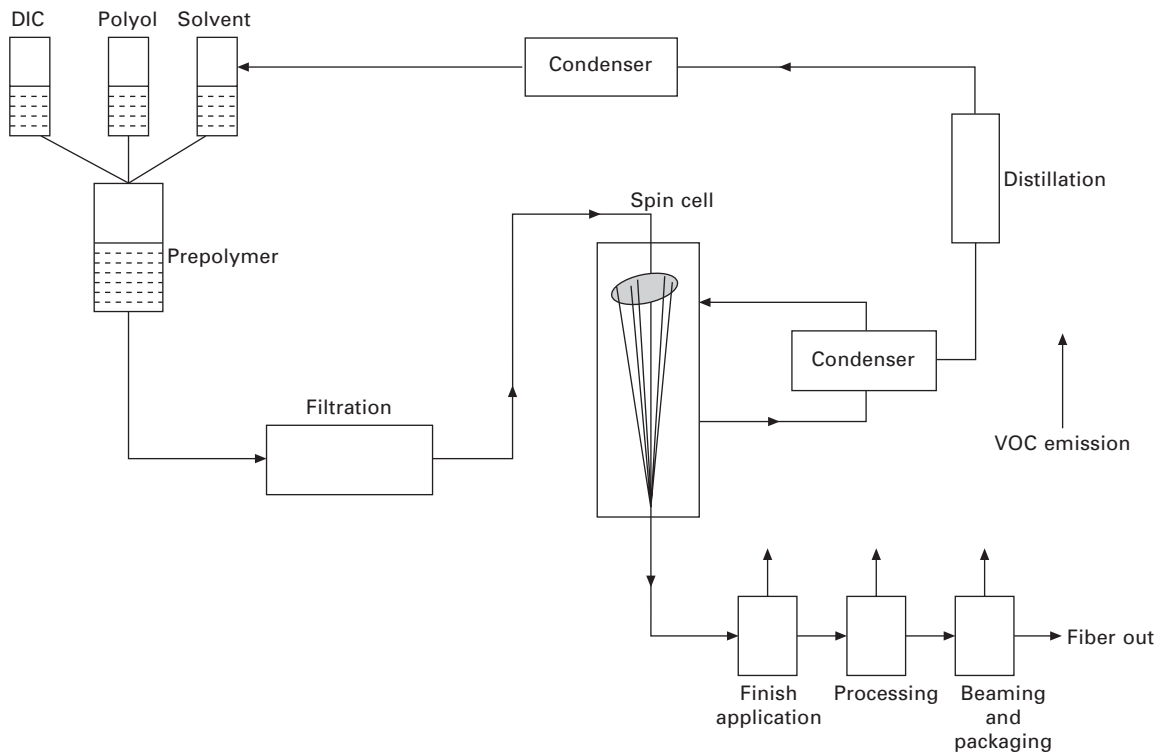 DIC
Polyol
Solvent
Condenser
Distillation
Spin cell
Prepolymer
Condenser
Filtration
VOC emission
Fiber out
Finish
application
Processing
Beaming
and
packaging